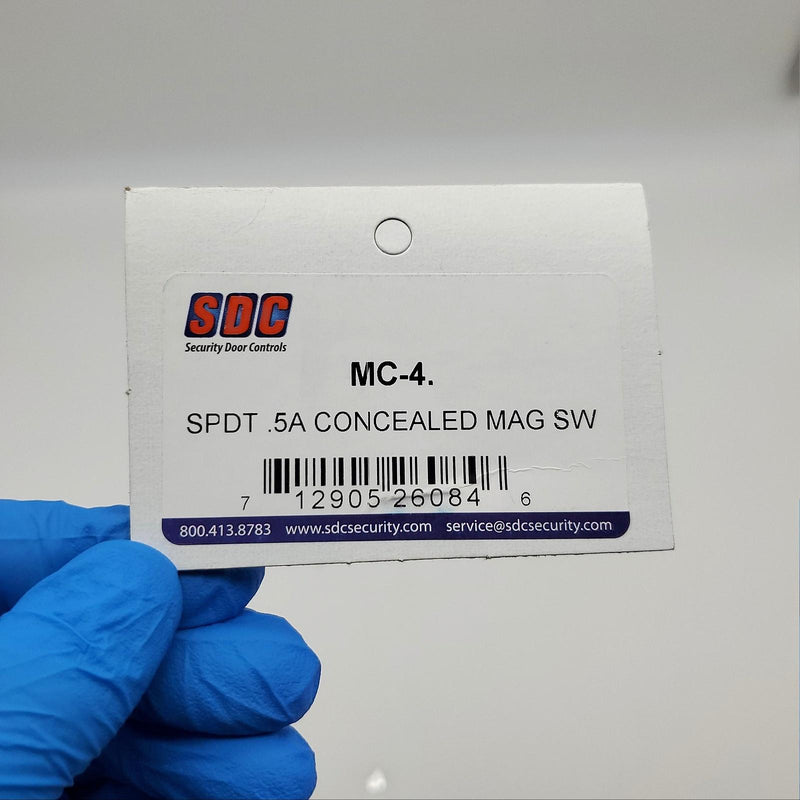 SDC
Security Door Controls
MC-4.
SPDT .5A CONCEALED MAG SW
7 12905 26084 6
800.413.8783 www.sdcsecurity.com service@sdcsecurity.com